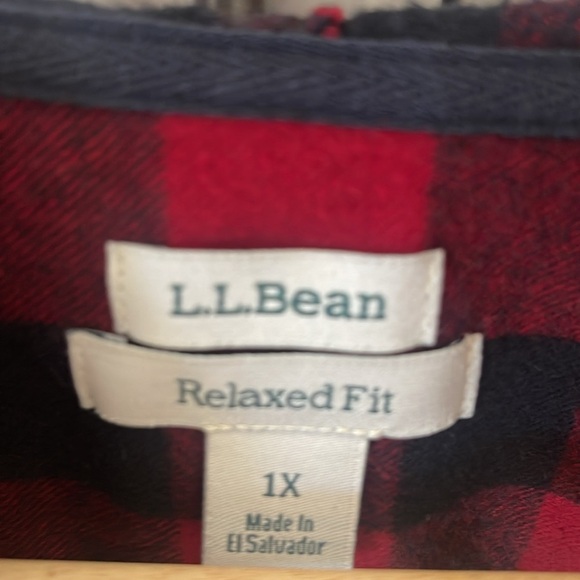 L.L.Bean
Relaxed Fit
1X
Made In
El Salvador